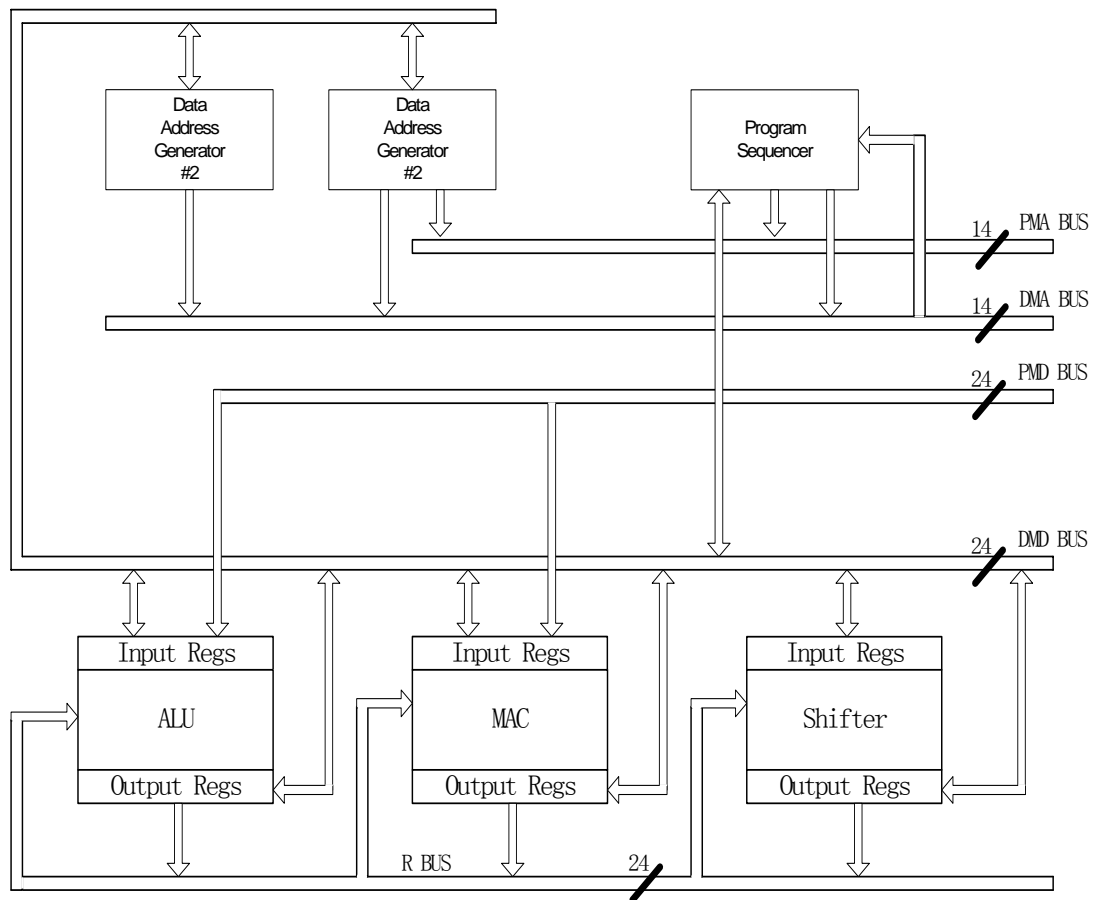 Data
Address
Generator
#2
Data
Address
Generator
#2
Program
Sequencer
14 PMA BUS
14 DMA BUS
24 PMD BUS
24 DMD BUS
Input Regs
ALU
Output Regs
Input Regs
MAC
Output Regs
Input Regs
Shifter
Output Regs
R BUS 24